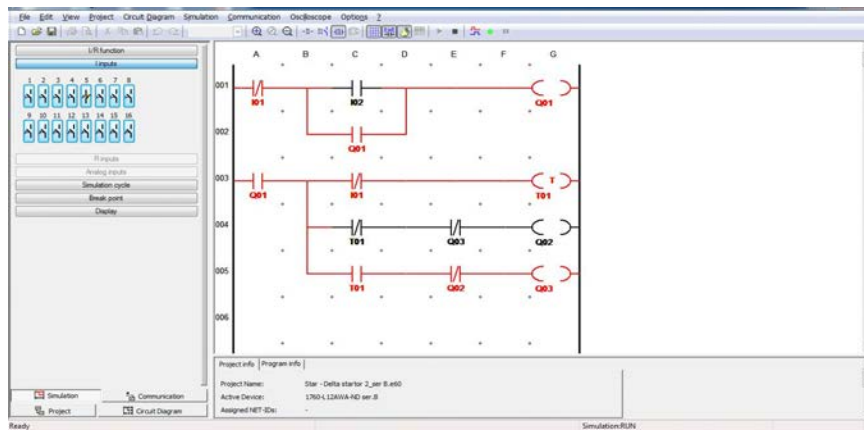 File Edit View Project Circuit Diagram Simulation Communication Oscilloscope Options ?
I/R function
I inputs
1 2 3 4 5 6 7 8
9 10 11 12 13 14 15 16
R inputs
Analog inputs
Simulation cycle
Break point
Display
A B C D E F G
001
I01 I02 Q01
002
Q01
003
T
Q01 I01 T01
004
T01 Q03 Q02
005
T01 Q02 Q03
006
Project info Program info
Project Name: Star -Delta startor 2_ser B.e60
Active Device: 1760-L12AWA-ND ser.B
Assigned NET-IDs: -
Simulation Communication
Project Circuit Diagram
Ready Simulation:RUN